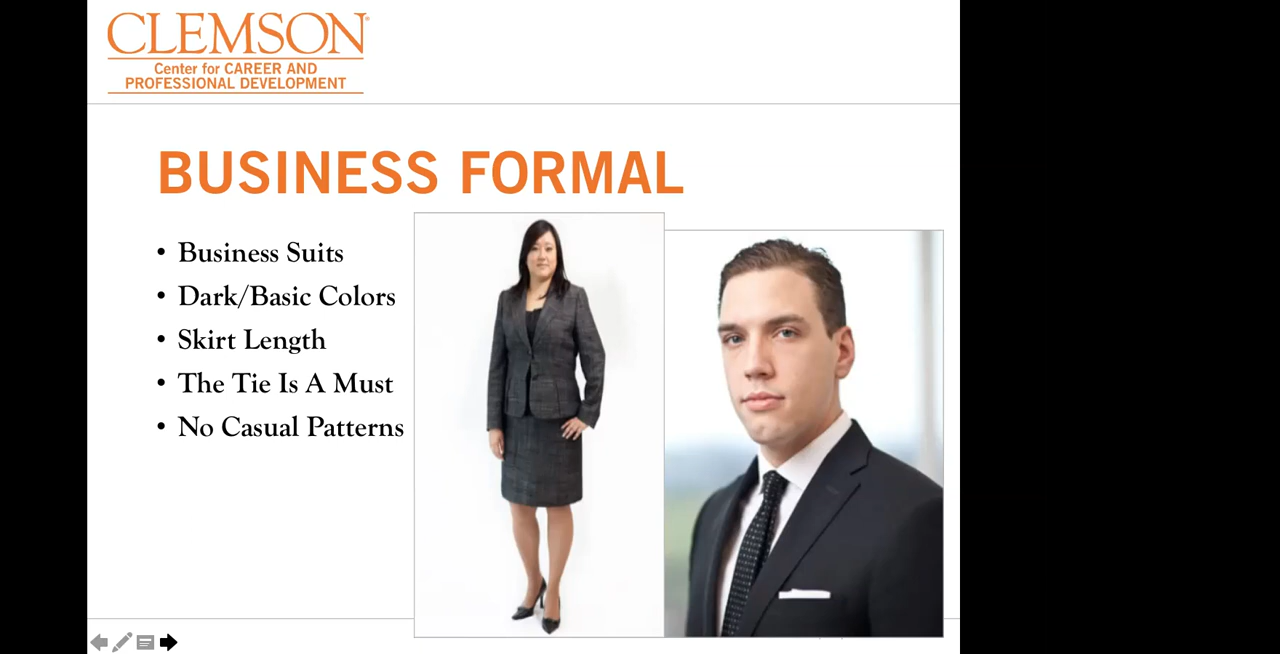 CLEMSON®
Center for CAREER AND
PROFESSIONAL DEVELOPMENT
BUSINESS FORMAL
• Business Suits
• Dark/Basic Colors
• Skirt Length
• The Tie Is A Must
• No Casual Patterns